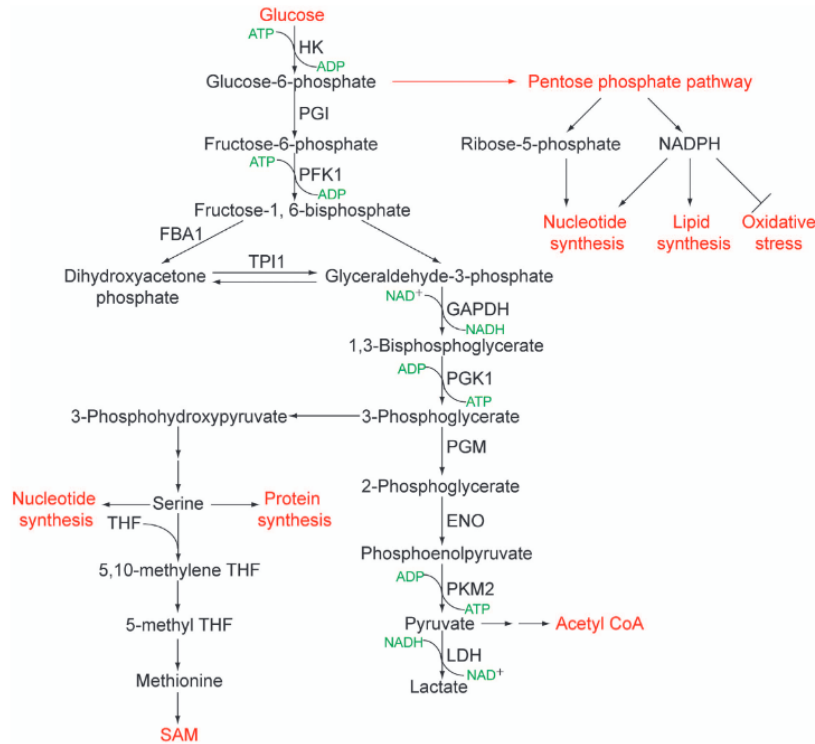 Glucose
ATP
HK
ADP
Glucose-6-phosphate
Pentose phosphate pathway
PGI
Fructose-6-phosphate
Ribose-5-phosphate
NADPH
ATP
PFK1
ADP
Fructose-1, 6-bisphosphate
Nucleotide
synthesis
Lipid
synthesis
Oxidative
stress
FBA1
Dihydroxyacetone
phosphate
TPI1
Glyceraldehyde-3-phosphate
NAD+
GAPDH
NADH
1,3-Bisphosphoglycerate
ADP
PGK1
ATP
3-Phosphohydroxypyruvate
3-Phosphoglycerate
PGM
2-Phosphoglycerate
Nucleotide
synthesis
Serine
Protein
synthesis
THF
ENO
5,10-methylene THF
Phosphoenolpyruvate
ADP
PKM2
ATP
5-methyl THF
Pyruvate
Acetyl CoA
NADH
LDH
NAD+
Methionine
Lactate
SAM